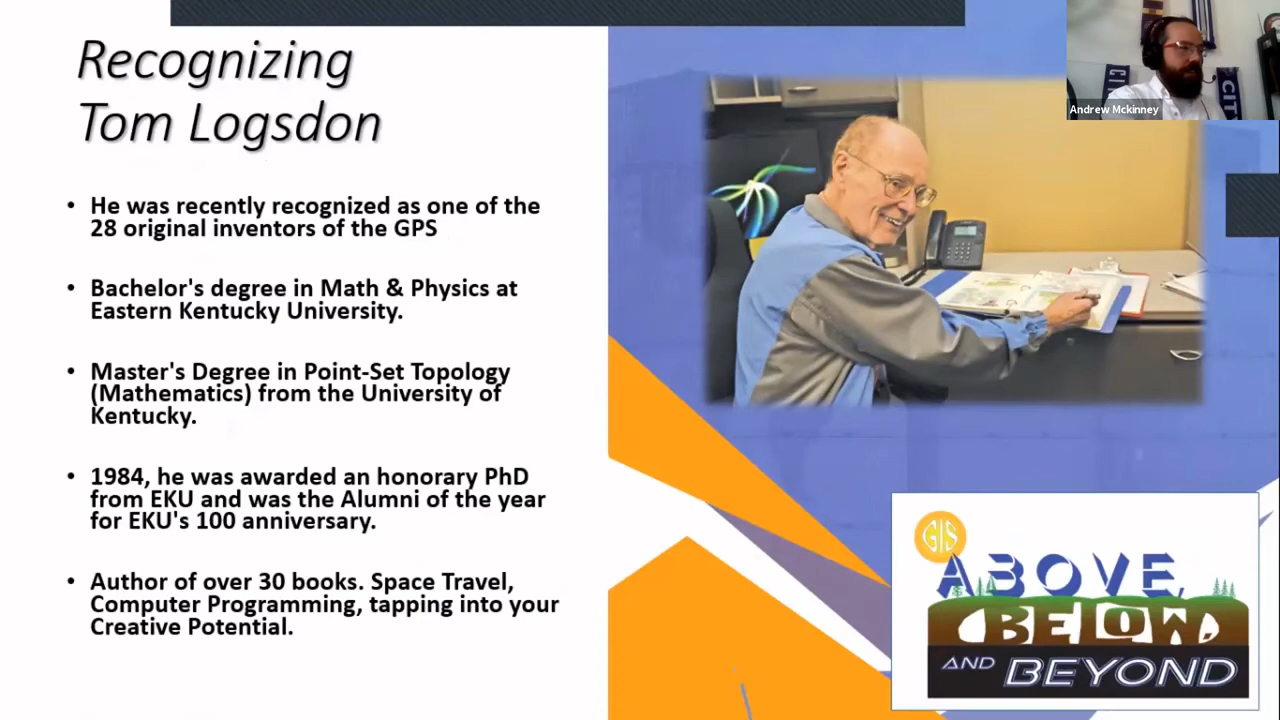 Recognizing
Tom Logsdon
• He was recently recognized as one of the
28 original inventors of the GPS
• Bachelor's degree in Math & Physics at
Eastern Kentucky University.
• Master's Degree in Point-Set Topology
(Mathematics) from the University of
Kentucky.
• 1984, he was awarded an honorary PhD
from EKU and was the Alumni of the year
for EKU's 100 anniversary.
• Author of over 30 books. Space Travel,
Computer Programming, tapping into your
Creative Potential.
Andrew Mckinney
CITY
GIS
ABOVE,
BELOW,
AND BEYOND